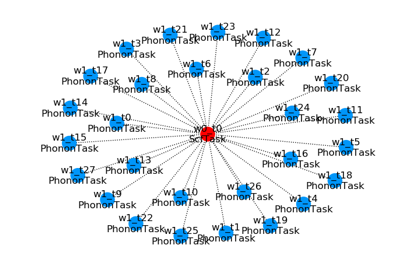 w1_t23
PhononTask
w1_t21
PhononTask
w1_t12
PhononTask
w1_t3
PhononTask
w1_t7
PhononTask
w1_t6
PhononTask
w1_t2
PhononTask
w1_t17
PhononTask
w1_t8
PhononTask
w1_t20
PhononTask
w1_t14
PhononTask
w1_t24
PhononTask
w1_t11
PhononTask
w1_t0
PhononTask
w0_t0
ScfTask
w1_t15
PhononTask
w1_t5
PhononTask
w1_t16
PhononTask
w1_t13
PhononTask
w1_t27
PhononTask
w1_t18
PhononTask
w1_t26
PhononTask
w1_t9
PhononTask
w1_t10
PhononTask
w1_t4
PhononTask
w1_t22
PhononTask
w1_t19
PhononTask
w1_t1
PhononTask
w1_t25
PhononTask